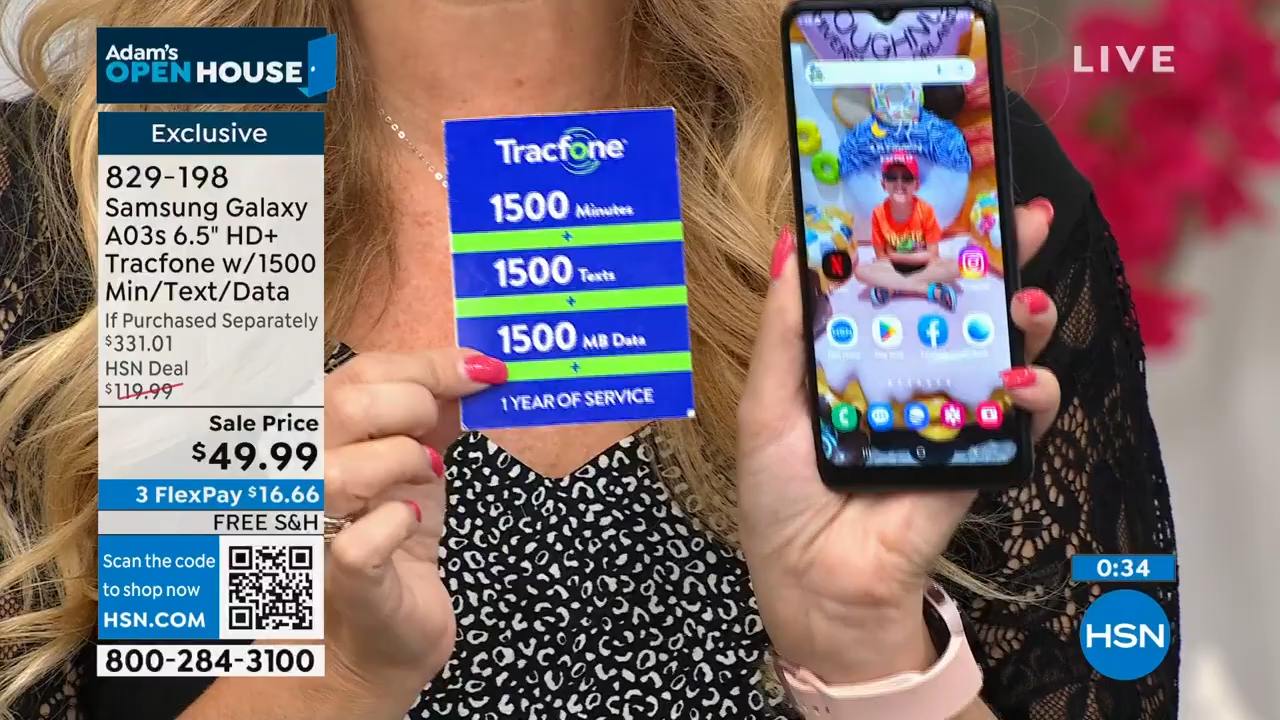 Adam's
OPEN HOUSE
Exclusive
829-198
Samsung Galaxy
A03s 6.5" HD+
Tracfone w/1500
Min/Text/Data
If Purchased Separately
$331.01
HSN Deal
$119.99
Sale Price
$49.99
3 FlexPay $16.66
FREE S&H
Scan the code
to shop now
HSN.COM
800-284-3100
Tracfone
1500 Minutes
+
1500 Texts
+
1500 MB Data
+
1 YEAR OF SERVICE
LIVE
0:34
HSN